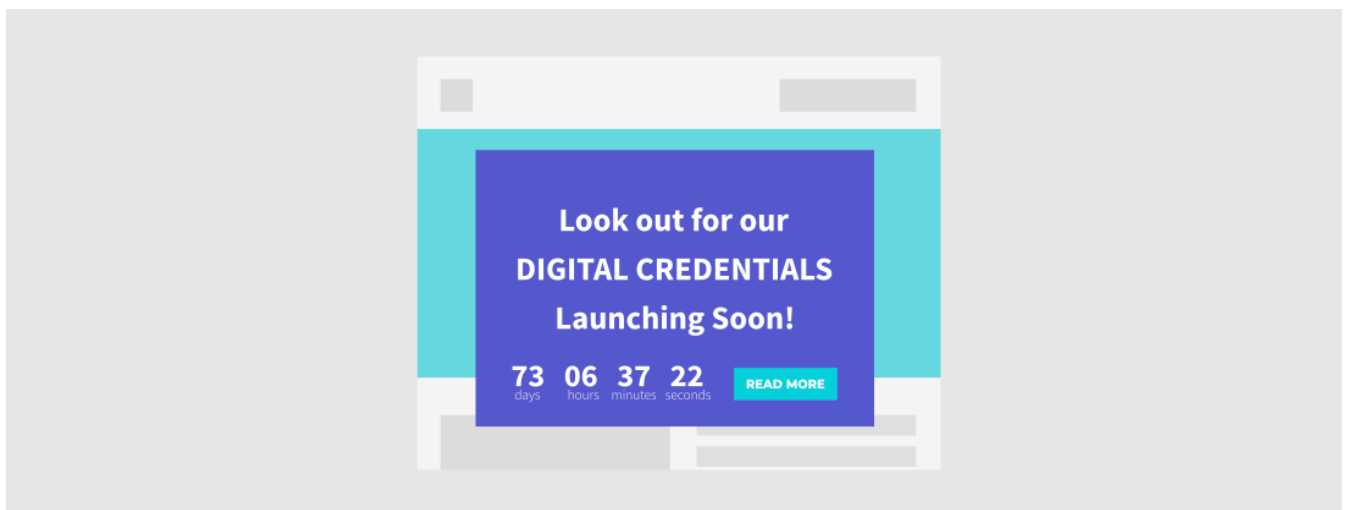 Look out for our
DIGITAL CREDENTIALS
Launching Soon!
73 06 37 22
days hours minutes seconds
READ MORE